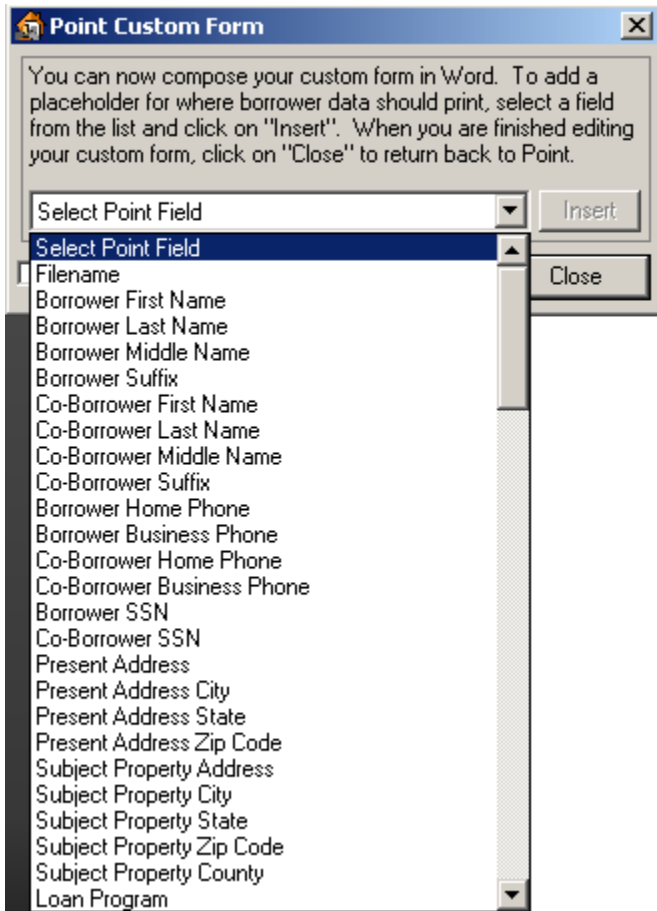 Point Custom Form
You can now compose your custom form in Word. To add a
placeholder for where borrower data should print, select a field
from the list and click on "Insert". When you are finished editing
your custom form, click on "Close" to return back to Point.
Select Point Field
Insert
Select Point Field
Close
Filename
Borrower First Name
Borrower Last Name
Borrower Middle Name
Borrower Suffix
Co-Borrower First Name
Co-Borrower Last Name
Co-Borrower Middle Name
Co-Borrower Suffix
Borrower Home Phone
Borrower Business Phone
Co-Borrower Home Phone
Co-Borrower Business Phone
Borrower SSN
Co-Borrower SSN
Present Address
Present Address City
Present Address State
Present Address Zip Code
Subject Property Address
Subject Property City
Subject Property State
Subject Property Zip Code
Subject Property County
Loan Program